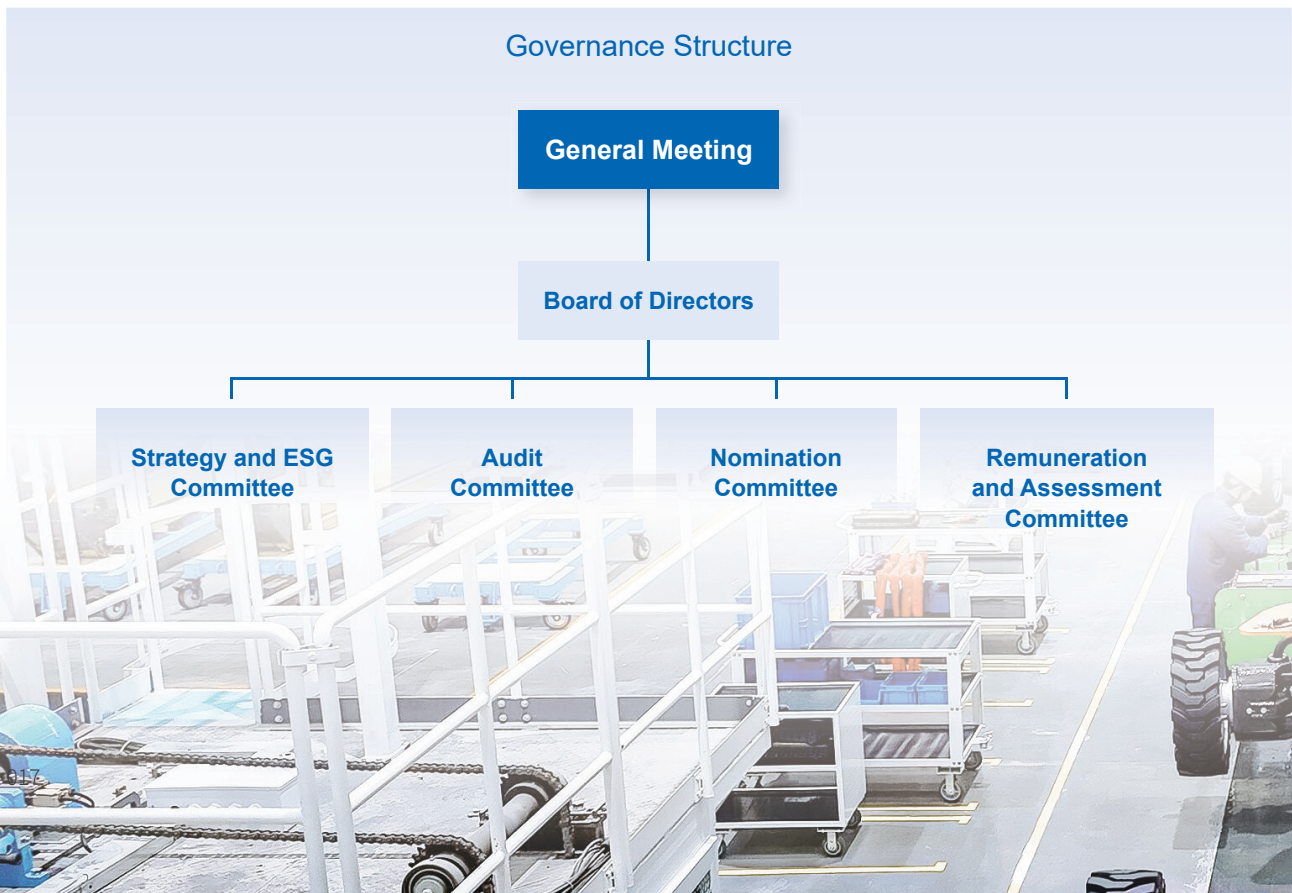 Governance Structure
General Meeting
Board of Directors
Strategy and ESG
Committee
Audit
Committee
Nomination
Committee
Remuneration
and Assessment
Committee
017